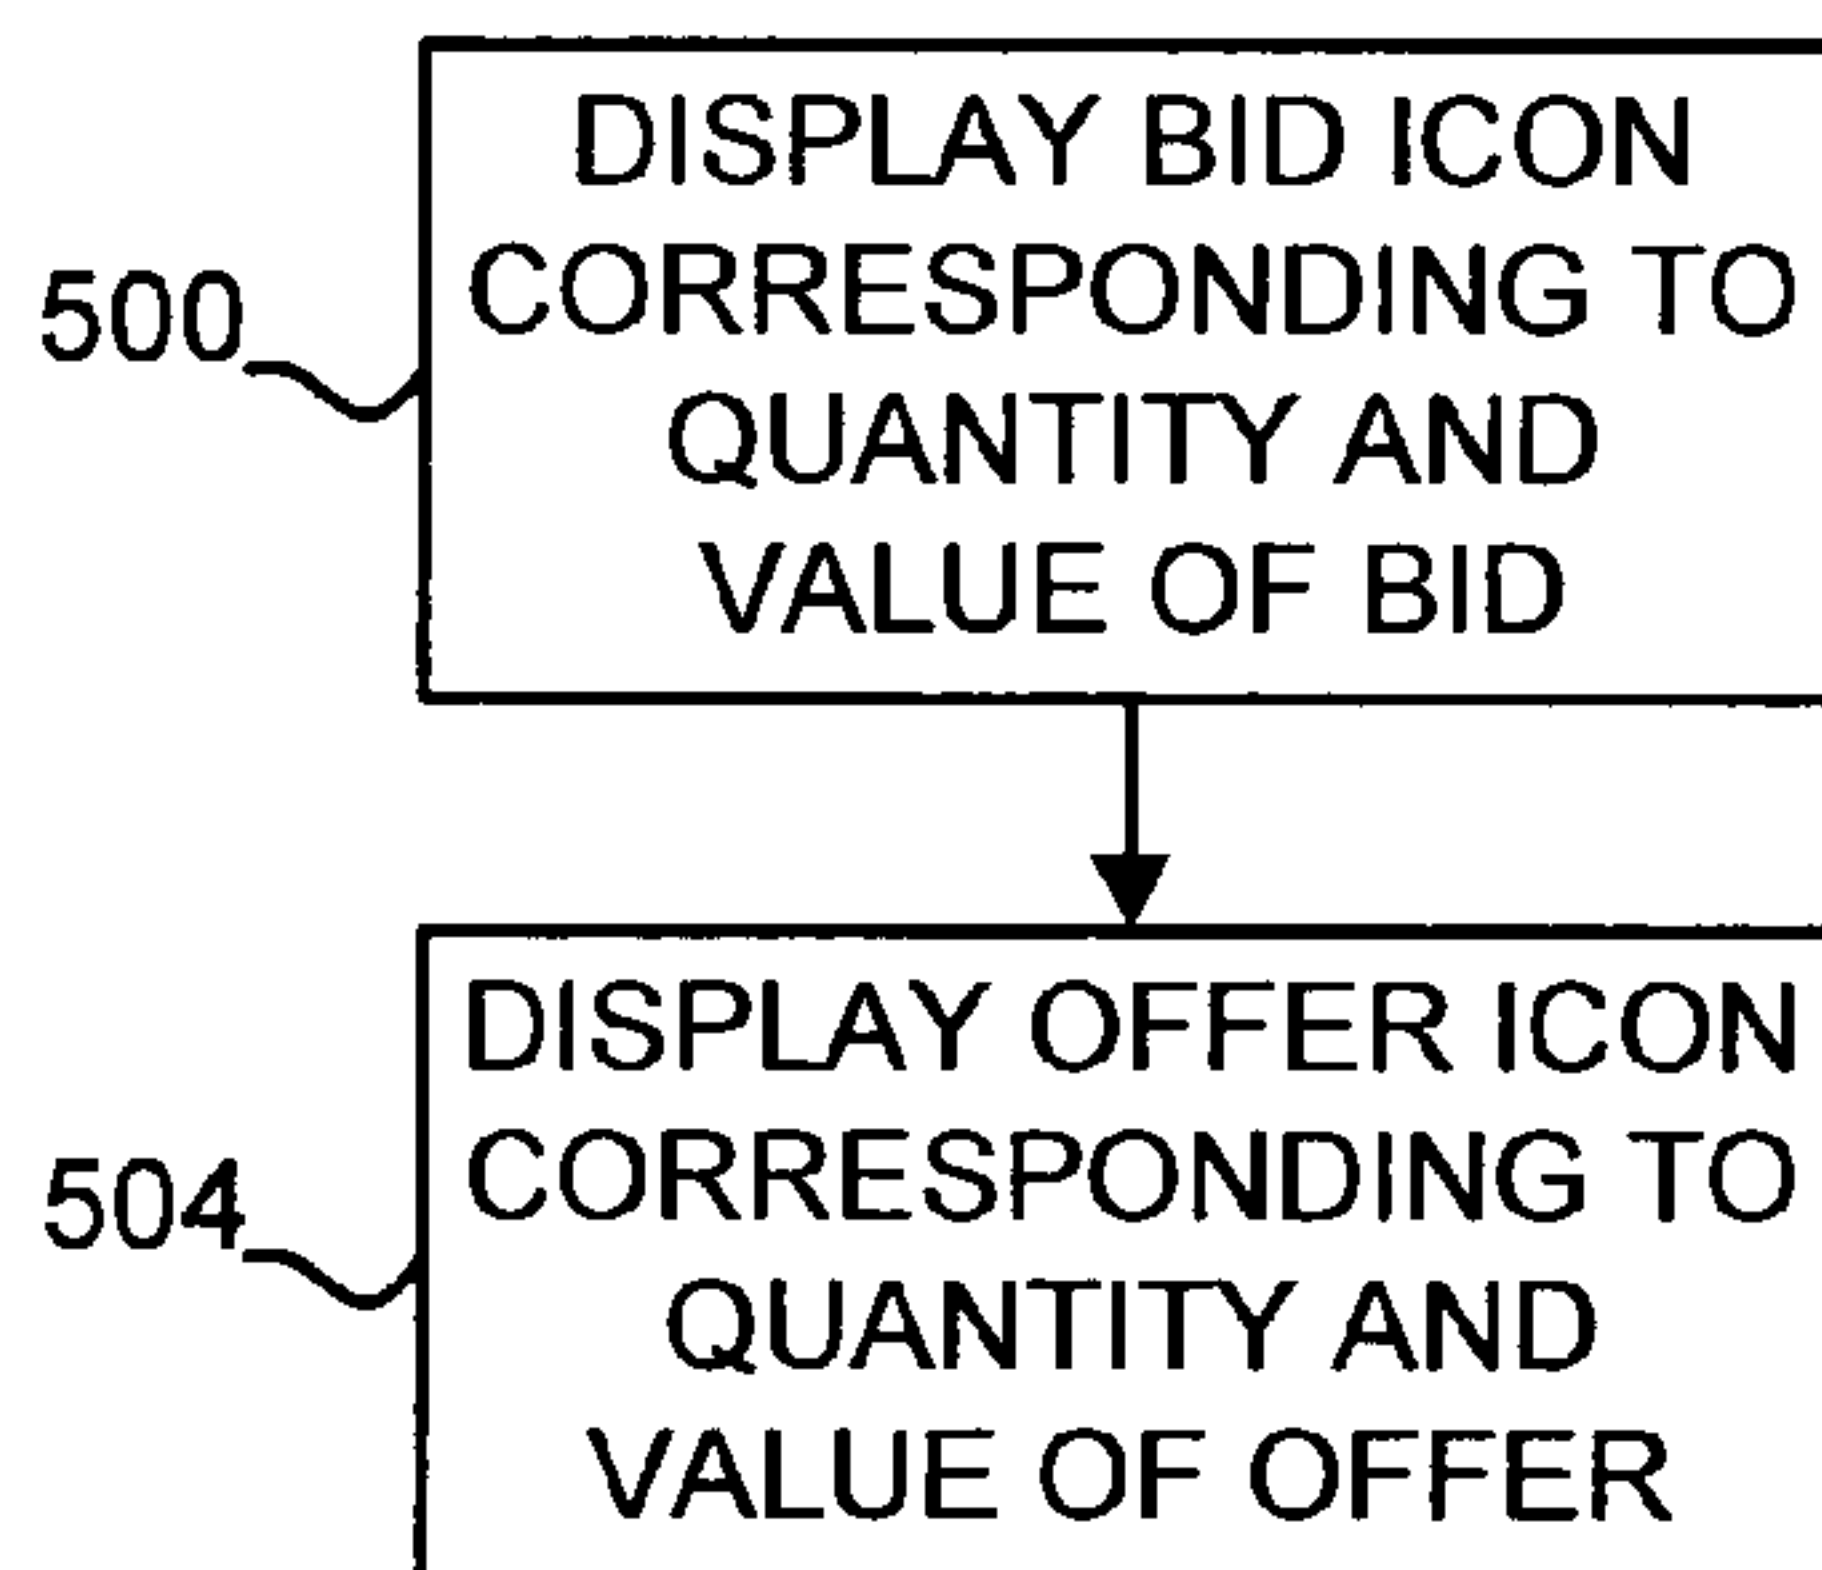 DISPLAY BID ICON
CORRESPONDING TO
500
QUANTITY AND
VALUE OF BID
DISPLAY OFFER ICON
CORRESPONDING TO
504
QUANTITY AND
VALUE OF OFFER